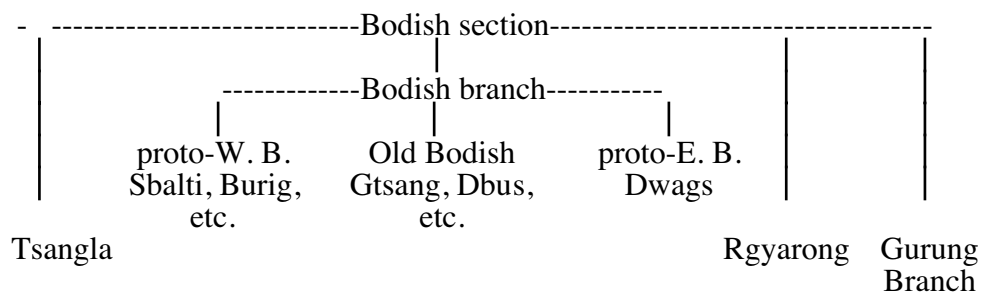 Bodish section
Bodish branch
proto-W. B. Old Bodish proto-E. B.
Sbalti, Burig, Gtsang, Dbus, Dwags
etc. etc.
Tsangla Rgyarong Gurung
Branch